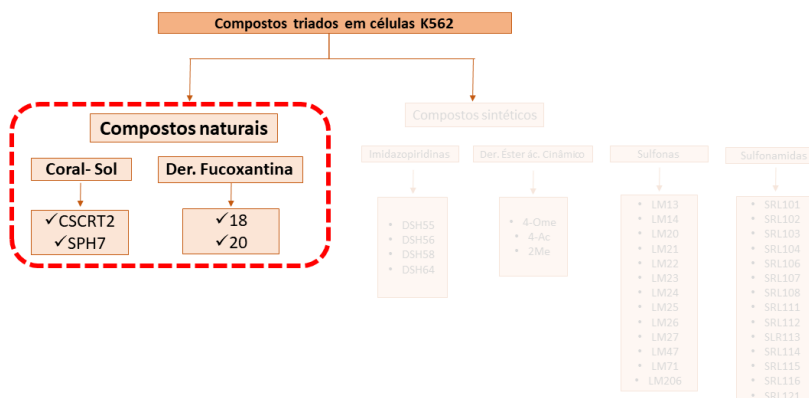 Compostos triados em células K562
Compostos naturais
Compostos sintéticos
Coral- Sol
Der. Fucoxantina
Imidazopiridinas
Der. Éster ác. Cinâmico
Sulfonas
Sulfonamidas
✓CSCRT2
✓SPH7
✓18
✓20
• DSH55
• DSH56
• DSH58
• DSH64
• 4-Ome
• 4-Ac
• 2Me
• LM13
• LM14
• LM20
• LM21
• LM22
• LM23
• LM24
• LM25
• LM26
• LM27
• LM47
• LM71
• LM206
• SRL101
• SRL102
• SRL103
• SRL104
• SRL106
• SRL107
• SRL108
• SRL111
• SRL112
• SLR113
• SRL114
• SRL115
• SRL116
• SRL121